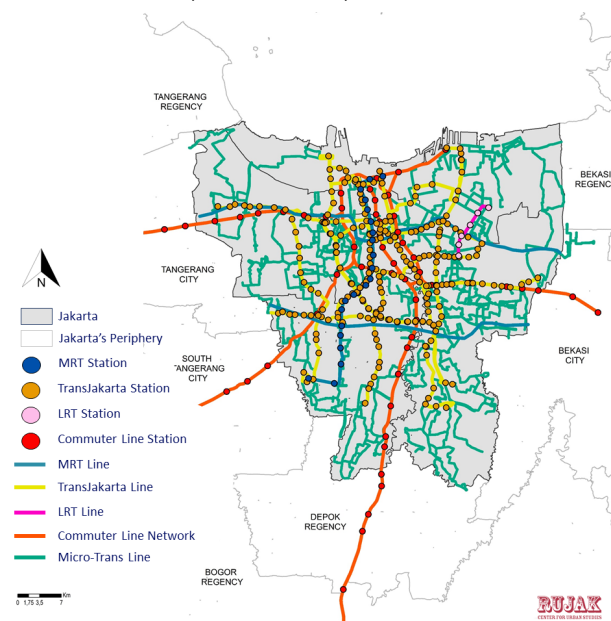 TANGERANG
REGENCY
BEKASI
REGENC
TANGERANG
CITY
N
Jakarta
Jakarta's Periphery
MRT Station
TransJakarta Station
LRT Station
Commuter Line Station
MRT Line
TransJakarta Line
LRT Line
Commuter Line Network
Micro-Trans Line
SOUTH
TANGERANG
CITY
BEKASI
CITY
DEPOK
REGENCY
BOGOR
REGENCY
Km
0 1,75 3,5 7
RUJAK
CENTER FOR URBAN STUDIES